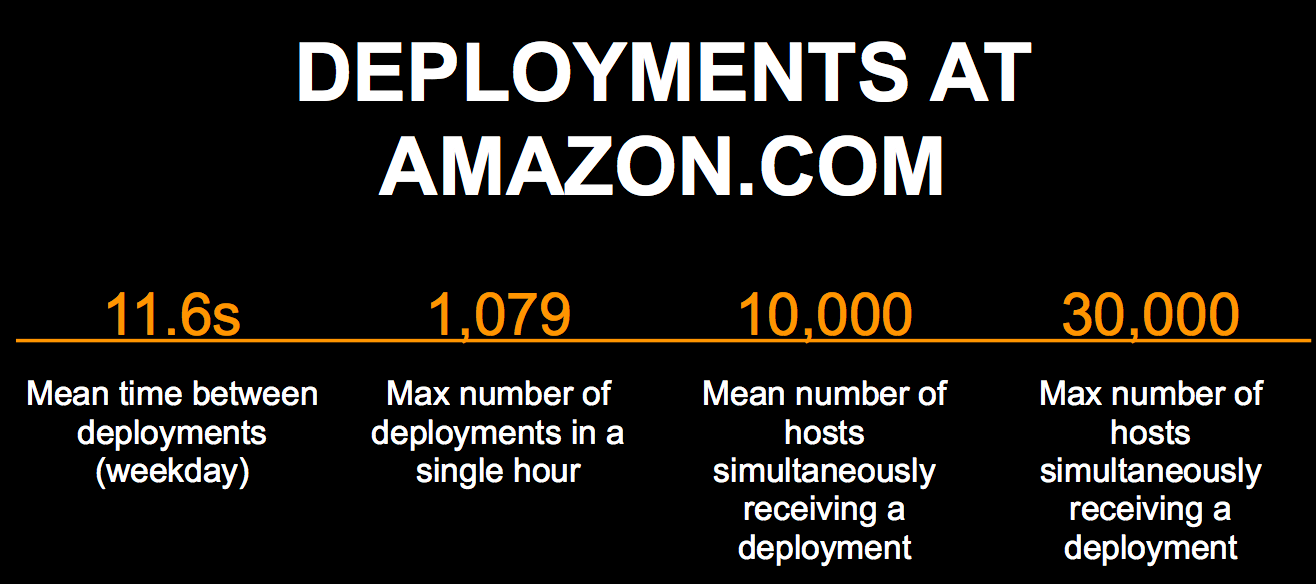 DEPLOYMENTS AT
AMAZON.COM
11.6s
Mean time between
deployments
(weekday)
1,079
Max number of
deployments in a
single hour
10,000
Mean number of
hosts
simultaneously
receiving a
deployment
30,000
Max number of
hosts
simultaneously
receiving a
deployment